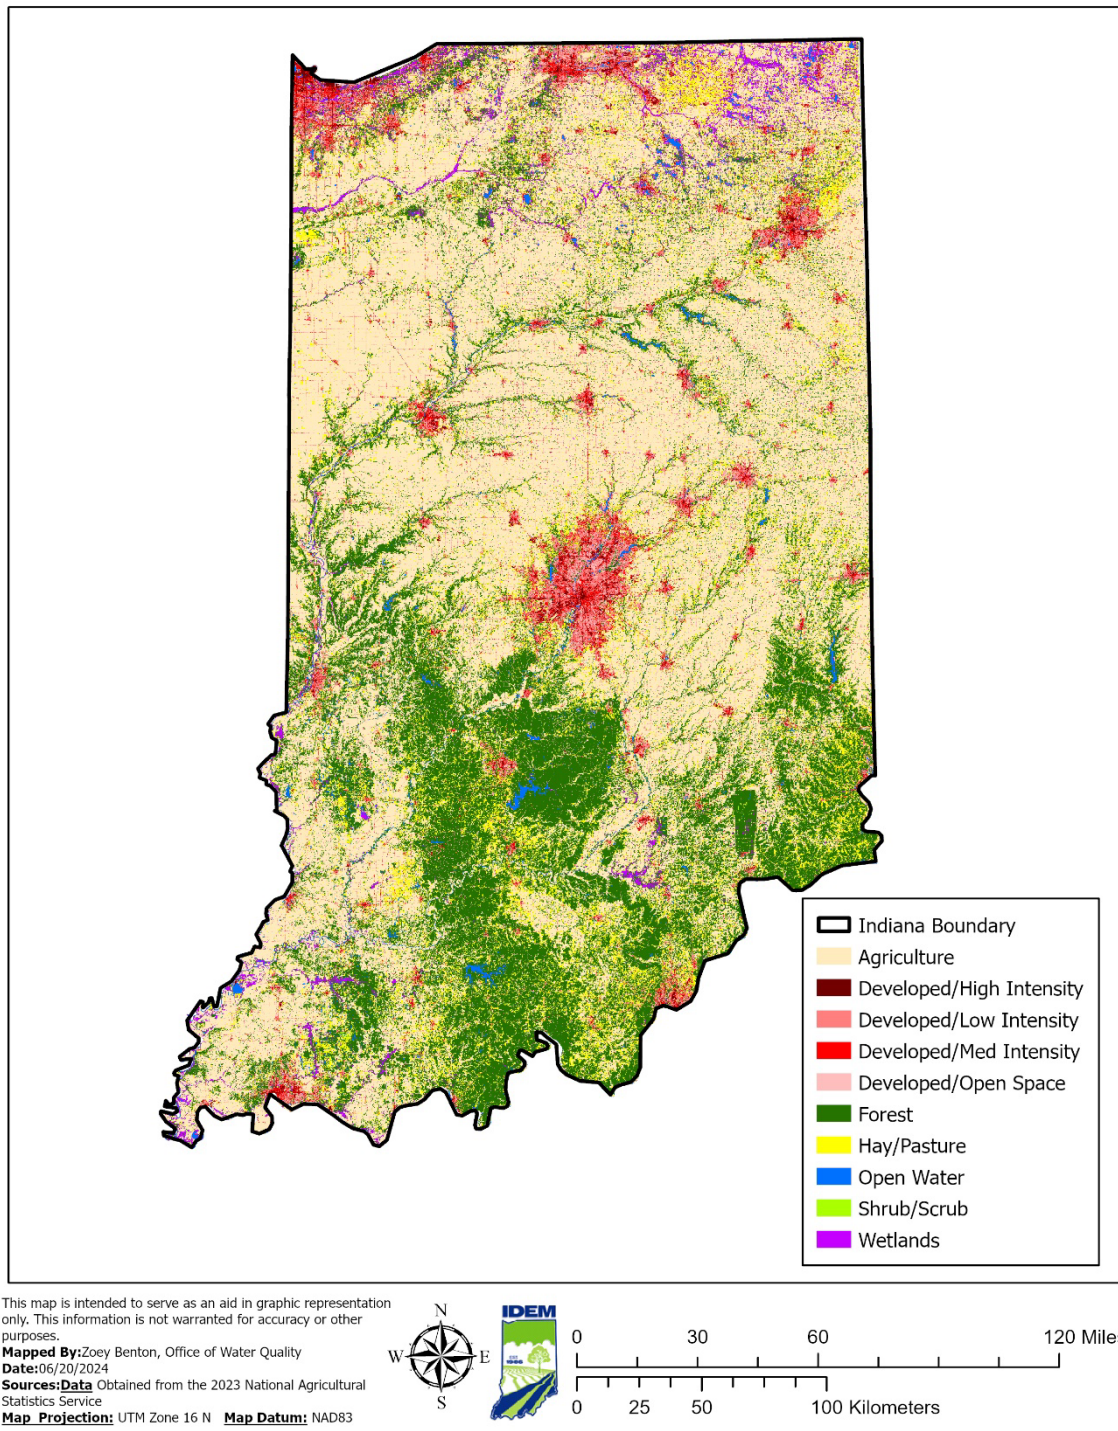 Indiana Boundary
Agriculture
Developed/High Intensity
Developed/Low Intensity
Developed/Med Intensity
Developed/Open Space
Forest
Hay/Pasture
Open Water
Shrub/Scrub
Wetlands
This map is intended to serve as an aid in graphic representation
only. This information is not warranted for accuracy or other
purposes.
Mapped By:Zoey Benton, Office of Water Quality
Date:06/20/2024
Sources:Data Obtained from the 2023 National Agricultural
Statistics Service
Map Projection: UTM Zone 16 N Map Datum: NAD83
N
W E
S
IDEM
EST.
1986
0 30 60 120 Mile
0 25 50 100 Kilometers